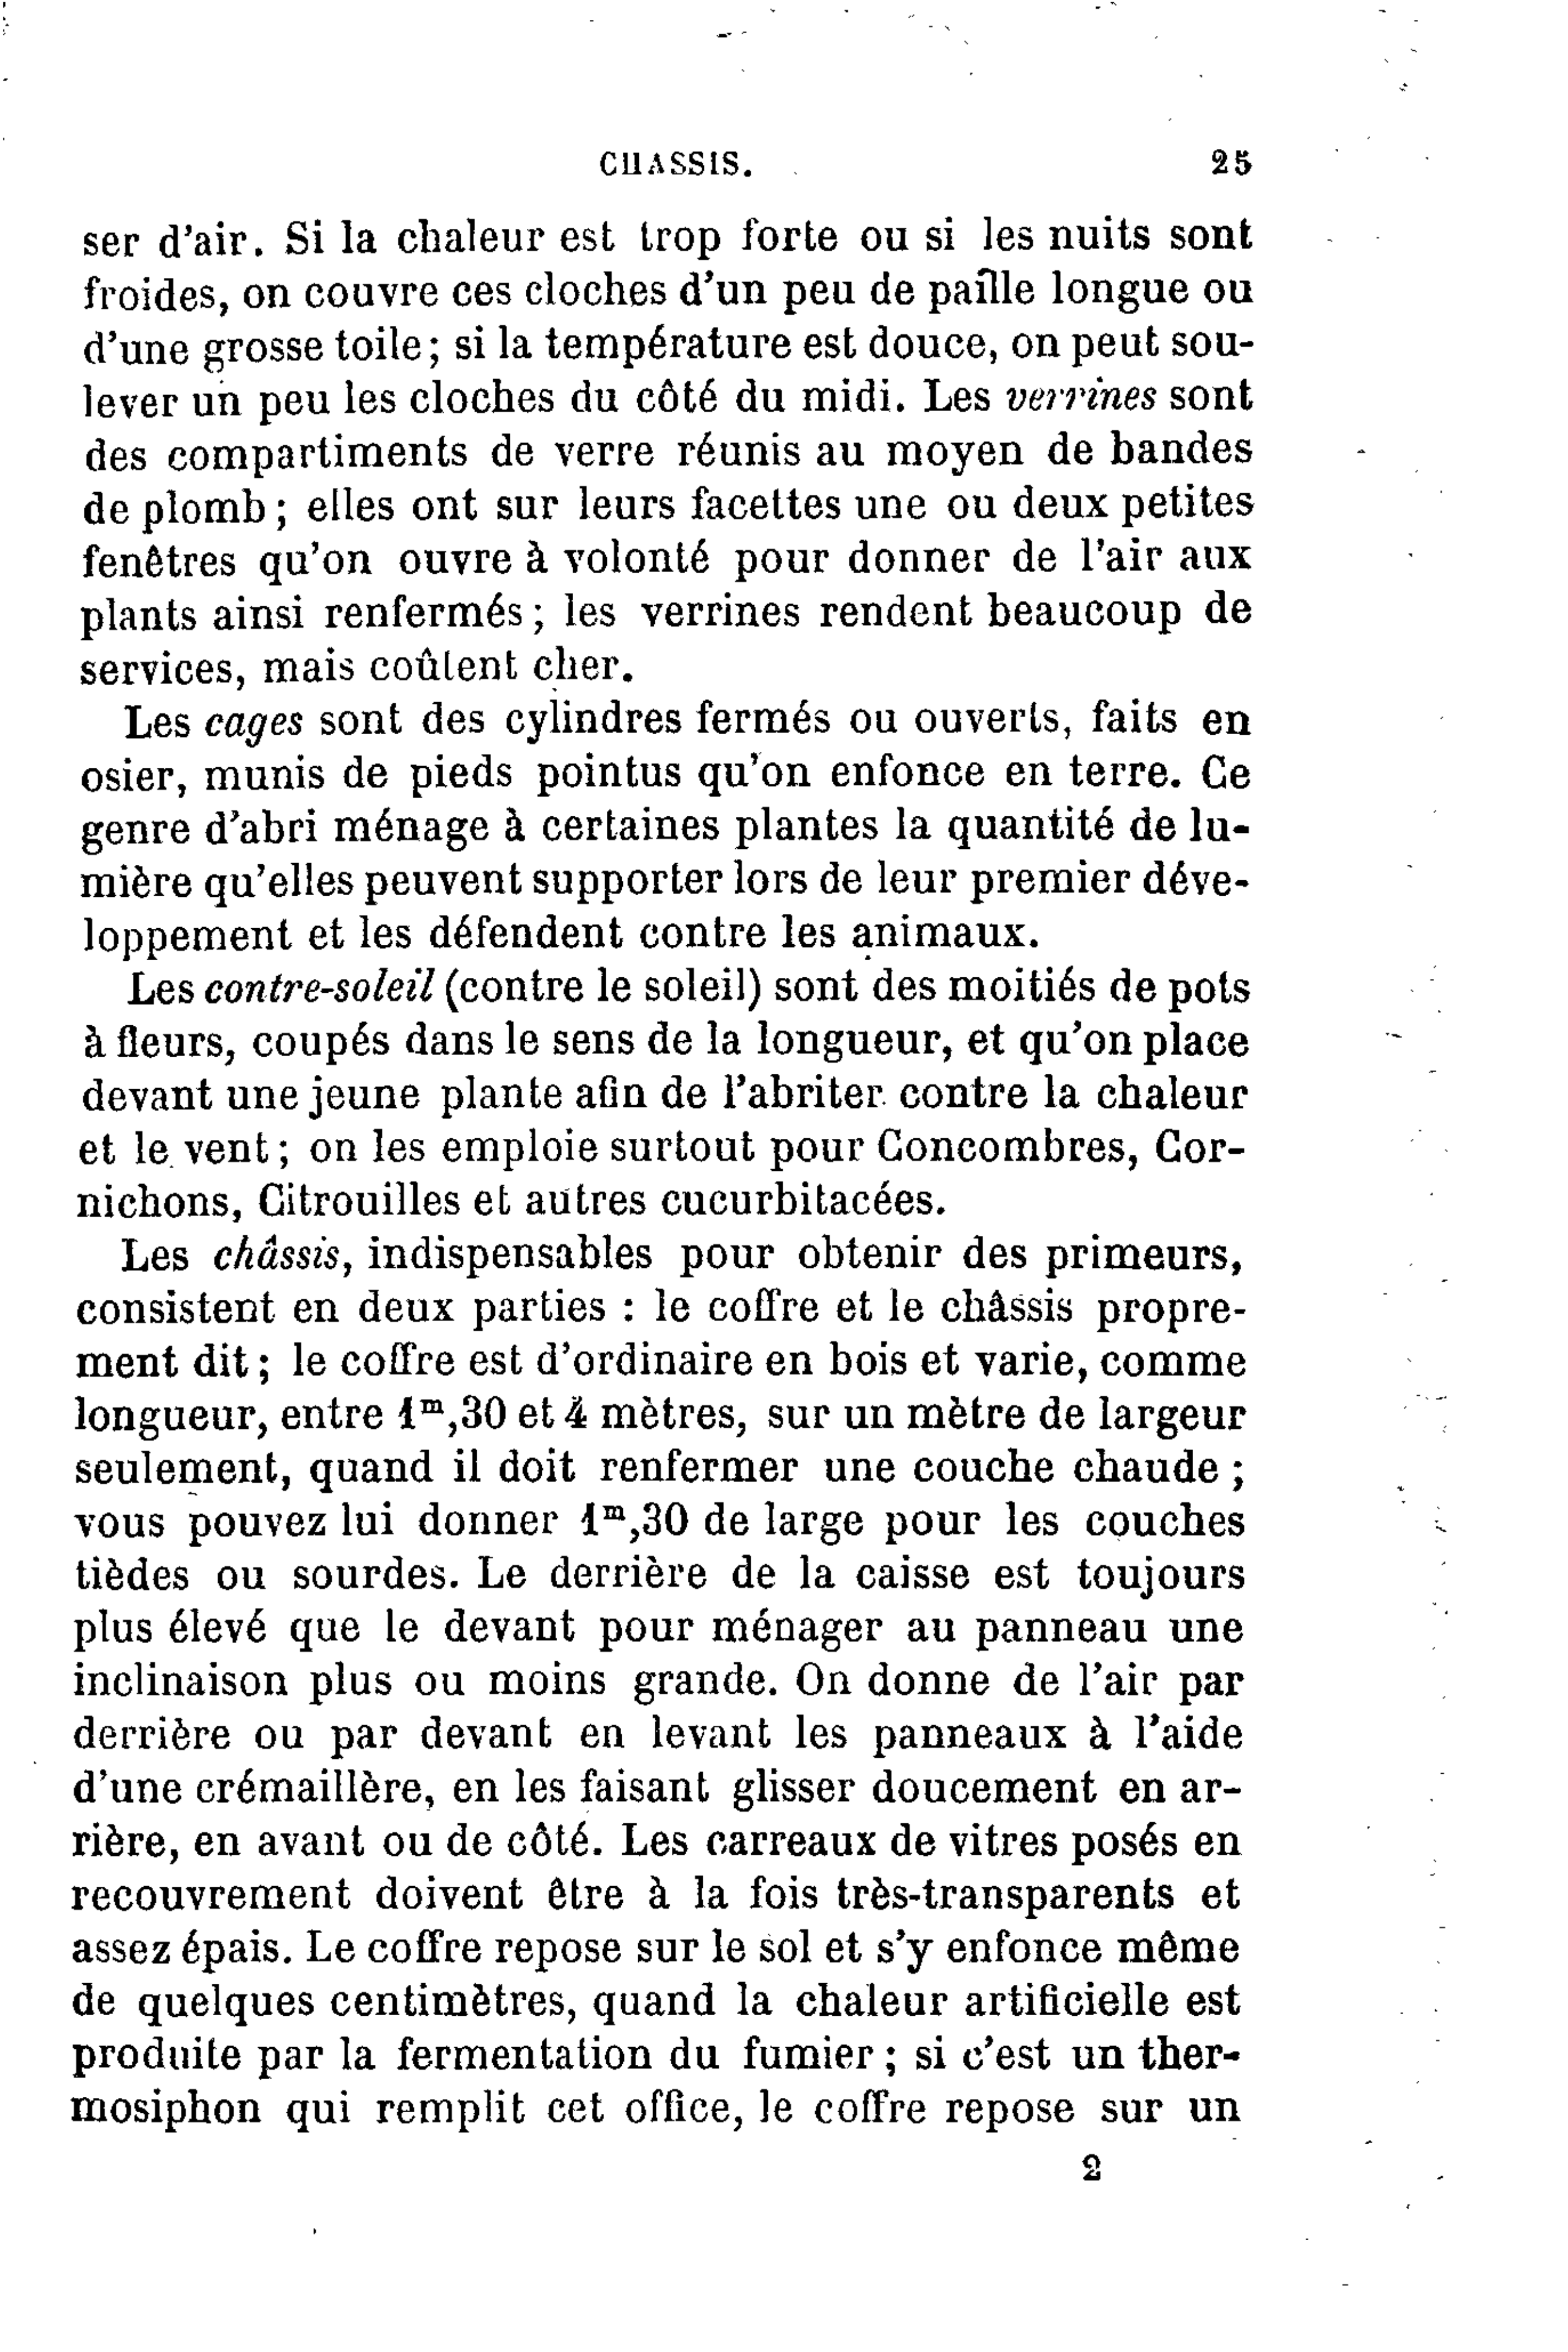 CHASSIS. 25
ser d'air. Si la chaleur est trop forte ou si les nuits sont
froides, on couvre ces cloches d'un peu de paille longue ou
d'une grosse toile; si la température est douce, on peut sou-
lever un peu les cloches du côté du midi. Les verrines sont
des compartiments de verre réunis au moyen de bandes
de plomb; elles ont sur leurs facettes une ou deux petites
fenêtres qu'on ouvre à volonté pour donner de l'air aux
plants ainsi renfermés; les verrines rendent beaucoup de
services, mais coûtent cher.
Les cages sont des cylindres fermés ou ouverts, faits en
osier, munis de pieds pointus qu'on enfonce en terre. Ce
genre d'abri ménage à certaines plantes la quantité de lu-
mière qu'elles peuvent supporter lors de leur premier déve-
loppement et les défendent contre les animaux.
Les contre-soleil (contre le soleil) sont des moitiés de pots
à fleurs, coupés dans le sens de la longueur, et qu'on place
devant une jeune plante afin de l'abriter contre la chaleur
et le vent; on les emploie surtout pour Concombres, Cor-
nichons, Citrouilles et autres cucurbitacées.
Les châssis, indispensables pour obtenir des primeurs,
consistent en deux parties : le coffre et le châssis propre-
ment dit; le coffre est d'ordinaire en bois et varie, comme
longueur, entre 1ᵐ,30 et 4 mètres, sur un mètre de largeur
seulement, quand il doit renfermer une couche chaude;
vous pouvez lui donner 1ᵐ,30 de large pour les couches
tièdes ou sourdes. Le derrière de la caisse est toujours
plus élevé que le devant pour ménager au panneau une
inclinaison plus ou moins grande. On donne de l'air par
derrière ou par devant en levant les panneaux à l'aide
d'une crémaillère, en les faisant glisser doucement en ar-
rière, en avant ou de côté. Les carreaux de vitres posés en
recouvrement doivent être à la fois très-transparents et
assez épais. Le coffre repose sur le sol et s'y enfonce même
de quelques centimètres, quand la chaleur artificielle est
produite par la fermentation du fumier; si c'est un ther-
mosiphon qui remplit cet office, le coffre repose sur un
2